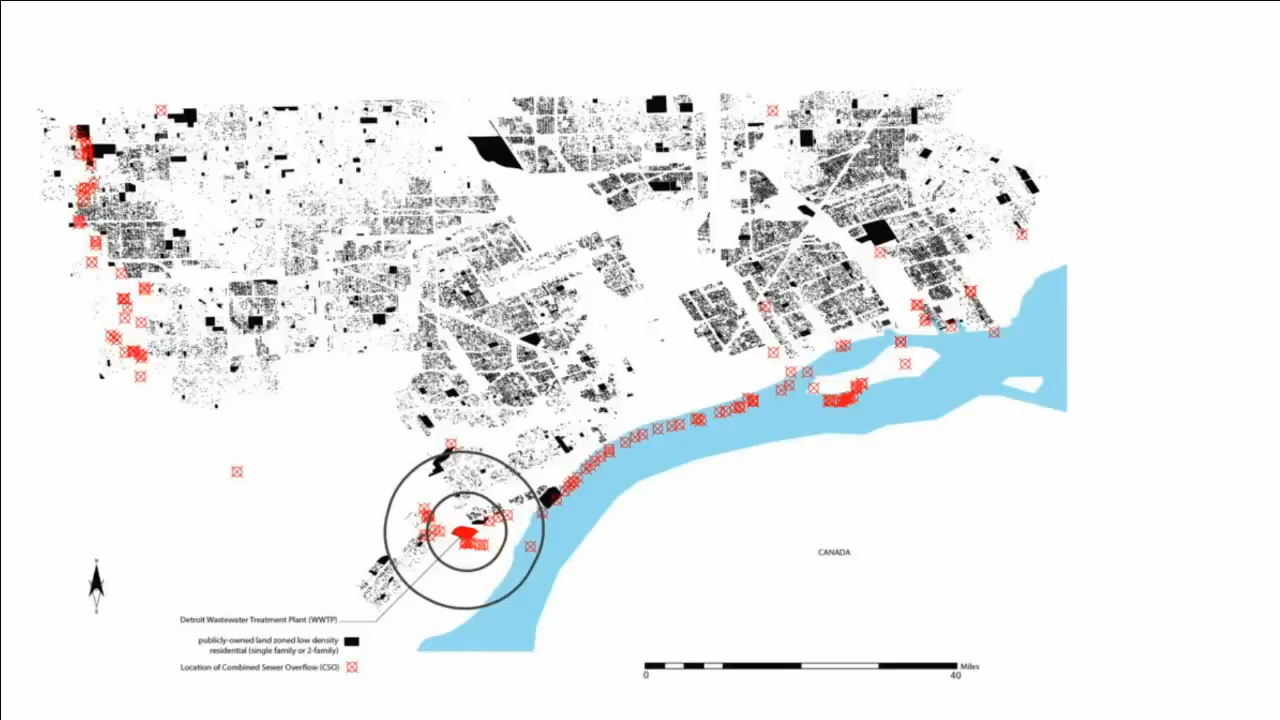 CANADA
N
S
Detroit Wastewater Treatment Plant (WWTP)
publicly-owned land zoned low density
residential (single family or 2-family)
Location of Combined Sewer Overflow (CSO)
Miles
0 40